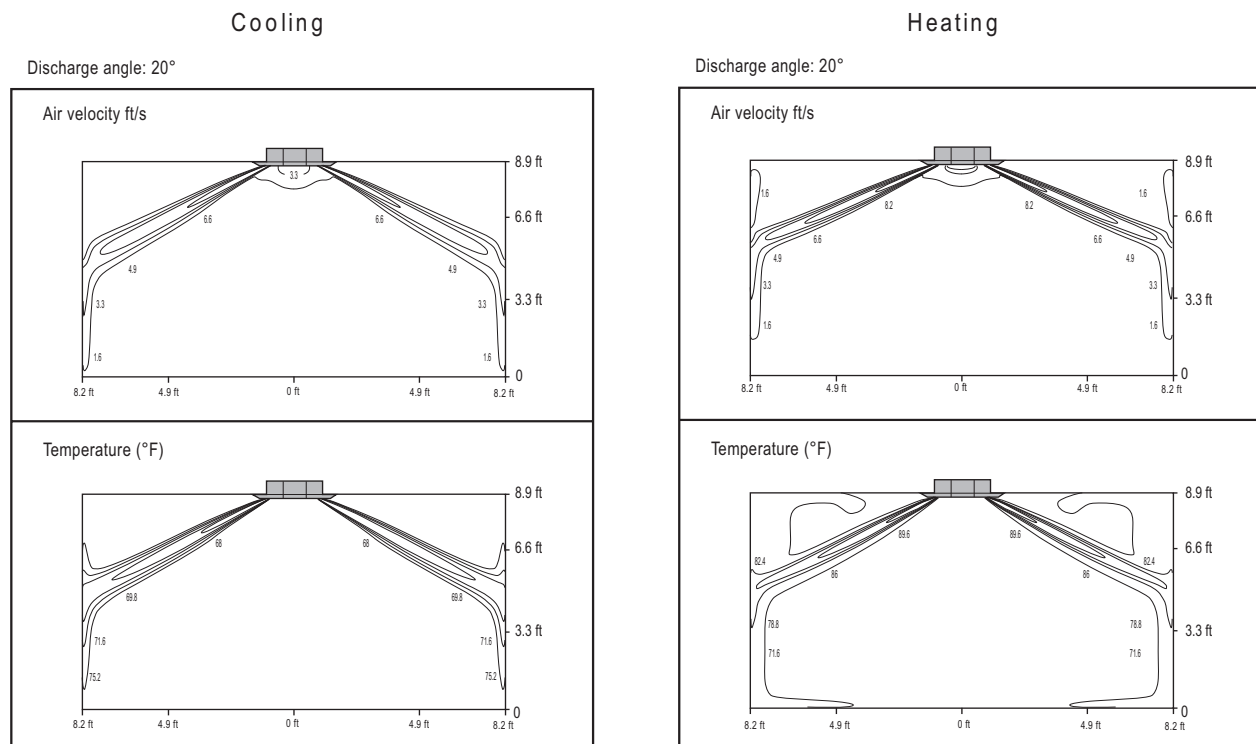 Cooling
Heating
Discharge angle: 20°
Discharge angle: 20°
Air velocity ft/s
8.9 ft
3.3
6.6 6.6
6.6 ft
4.9 4.9
3.3 3.3
3.3 ft
1.6 1.6
0
8.2 ft 4.9 ft 0 ft 4.9 ft 8.2 ft
Air velocity ft/s
8.9 ft
1.6 1.6
8.2 8.2
6.6 ft
6.6 6.6
4.9 4.9
3.3 3.3
3.3 ft
1.6 1.6
0
8.2 ft 4.9 ft 0 ft 4.9 ft 8.2 ft
Temperature (°F)
8.9 ft
68 68
6.6 ft
69.8 69.8
71.6 71.6
3.3 ft
75.2 75.2
0
8.2 ft 4.9 ft 0 ft 4.9 ft 8.2 ft
Temperature (°F)
8.9 ft
89.6 89.6
6.6 ft
82.4 82.4
86 86
78.8 78.8
3.3 ft
71.6 71.6
0
8.2 ft 4.9 ft 0 ft 4.9 ft 8.2 ft